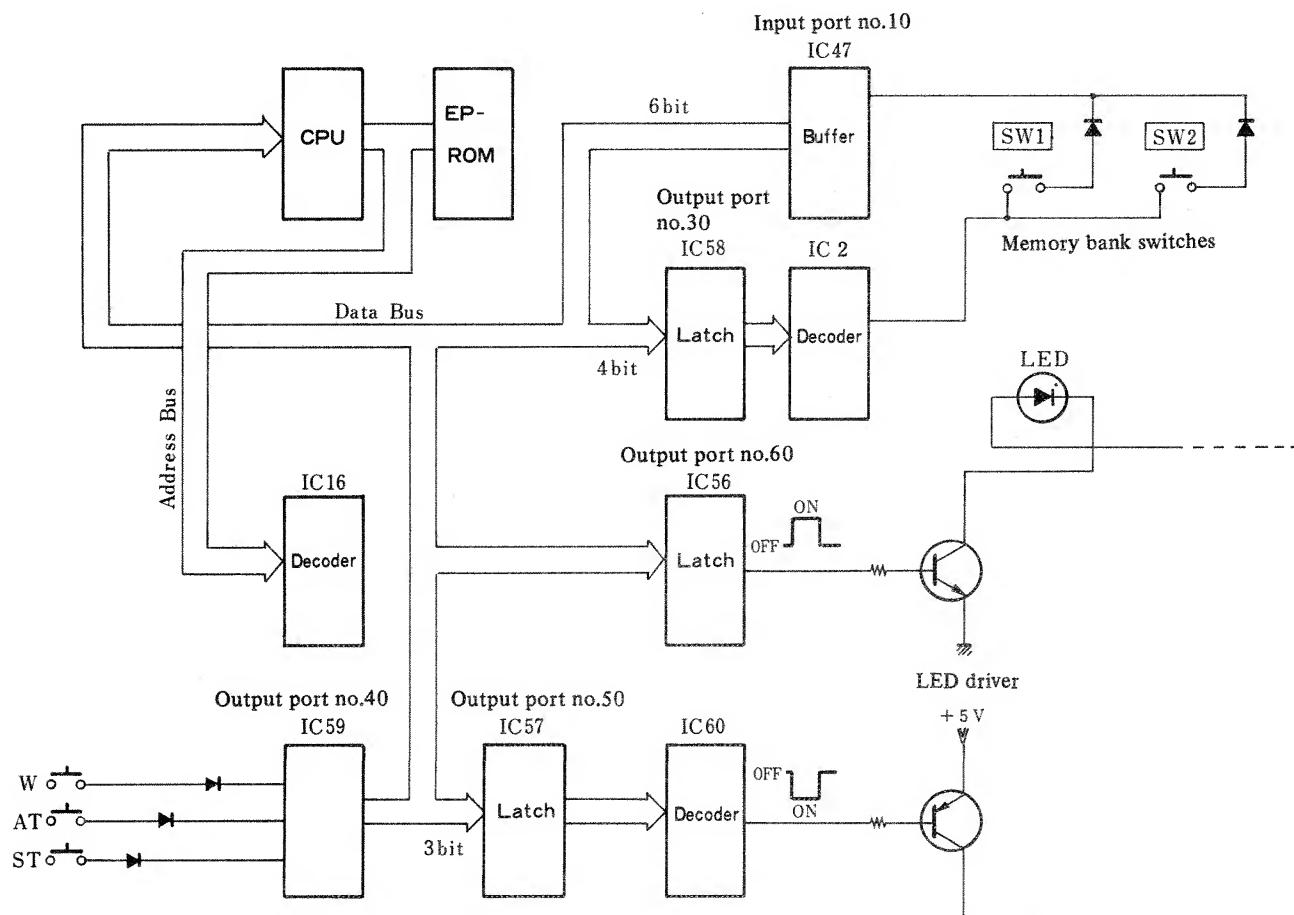 Input port no.10
IC47
CPU
EP-
ROM
6bit
Buffer
SW1
SW2
Output port
no.30
IC58
IC 2
Memory bank switches
Data Bus
Latch
Decoder
4bit
LED
Address Bus
Output port no.60
IC56
IC16
ON
OFF
Decoder
Latch
LED driver
+5V
Output port no.40
IC59
Output port no.50
IC57
IC60
W
OFF
ON
AT
Latch
Decoder
ST
3bit